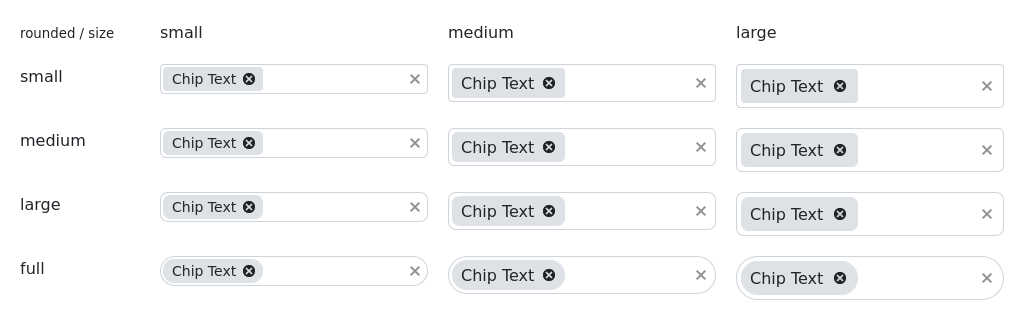 rounded / size small medium large
small Chip Text Chip Text Chip Text
medium Chip Text Chip Text Chip Text
large Chip Text Chip Text Chip Text
full Chip Text Chip Text Chip Text